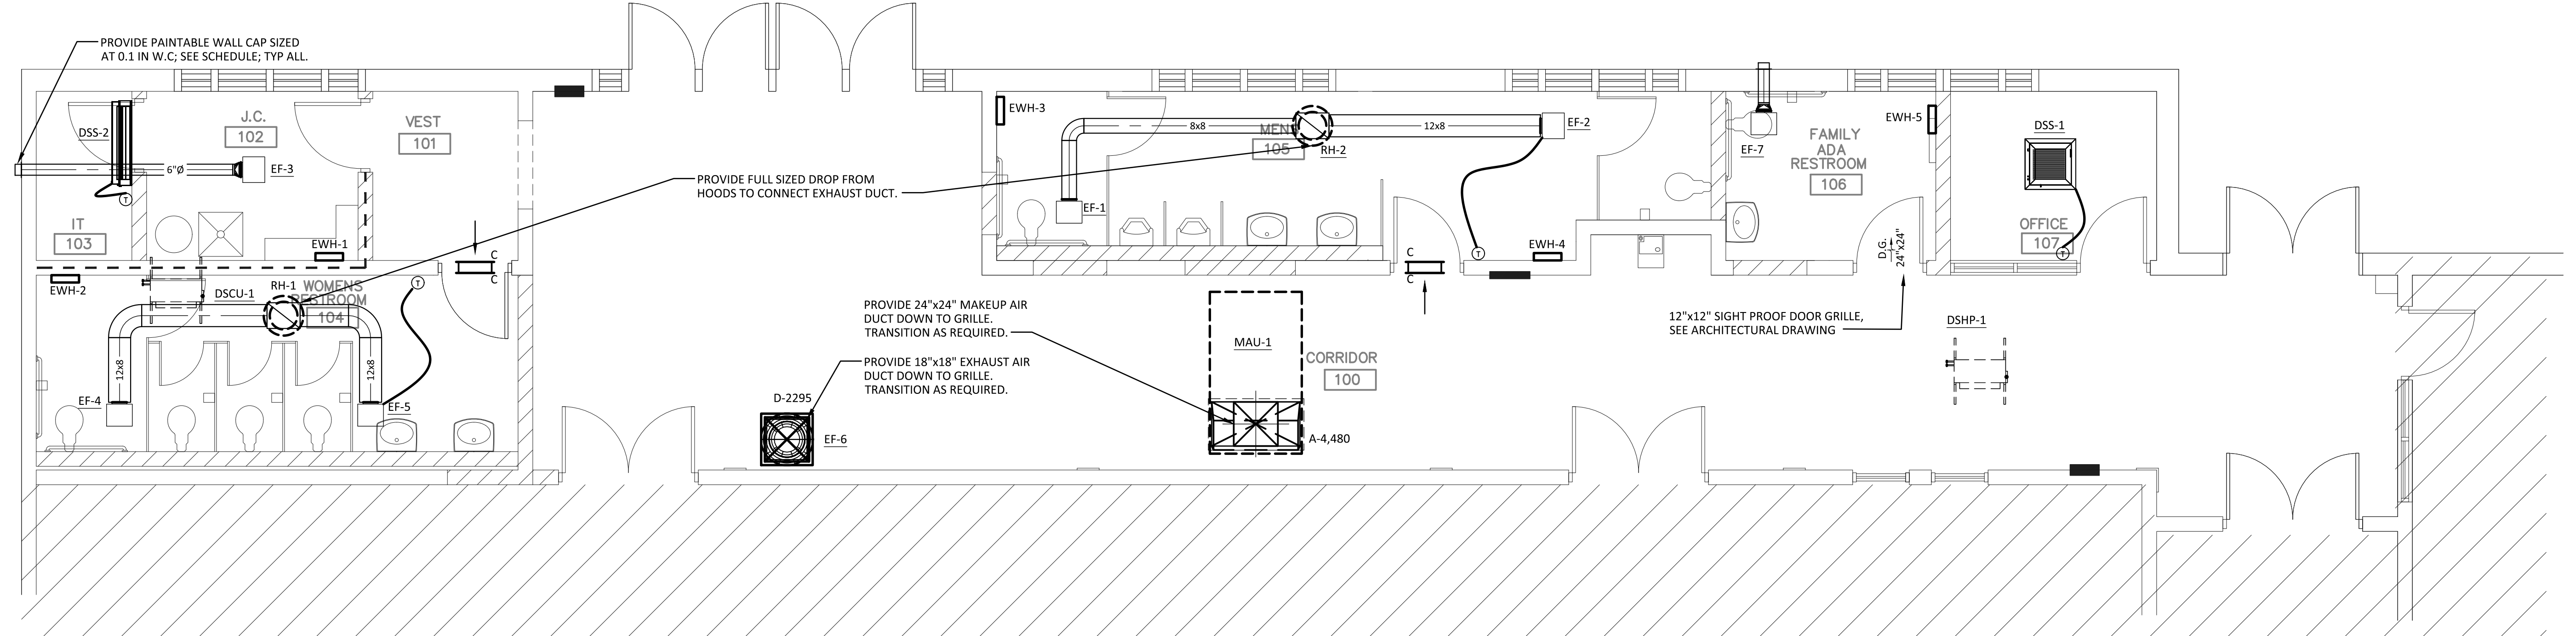 PROVIDE PAINTABLE WALL CAP SIZED
AT 0.1 IN W.C; SEE SCHEDULE; TYP ALL.
DSS-2
J.C.
102
VEST
101
6"Ø
EF-3
T
IT
103
EWH-1
EWH-2
DSCU-1
RH-1
WOMENS
RESTROOM
104
T
C
C
12x8
12x8
EF-4
EF-5
PROVIDE FULL SIZED DROP FROM
HOODS TO CONNECT EXHAUST DUCT.
EWH-3
8x8
MENS
105
RH-2
12x8
EF-2
EF-1
T
EWH-4
C
C
EF-7
FAMILY
ADA
RESTROOM
106
EWH-5
DSS-1
OFFICE
107
T
D.G.
24"x24"
12"x12" SIGHT PROOF DOOR GRILLE,
SEE ARCHITECTURAL DRAWING
DSHP-1
PROVIDE 24"x24" MAKEUP AIR
DUCT DOWN TO GRILLE.
TRANSITION AS REQUIRED.
PROVIDE 18"x18" EXHAUST AIR
DUCT DOWN TO GRILLE.
TRANSITION AS REQUIRED.
MAU-1
CORRIDOR
100
D-2295
EF-6
A-4,480